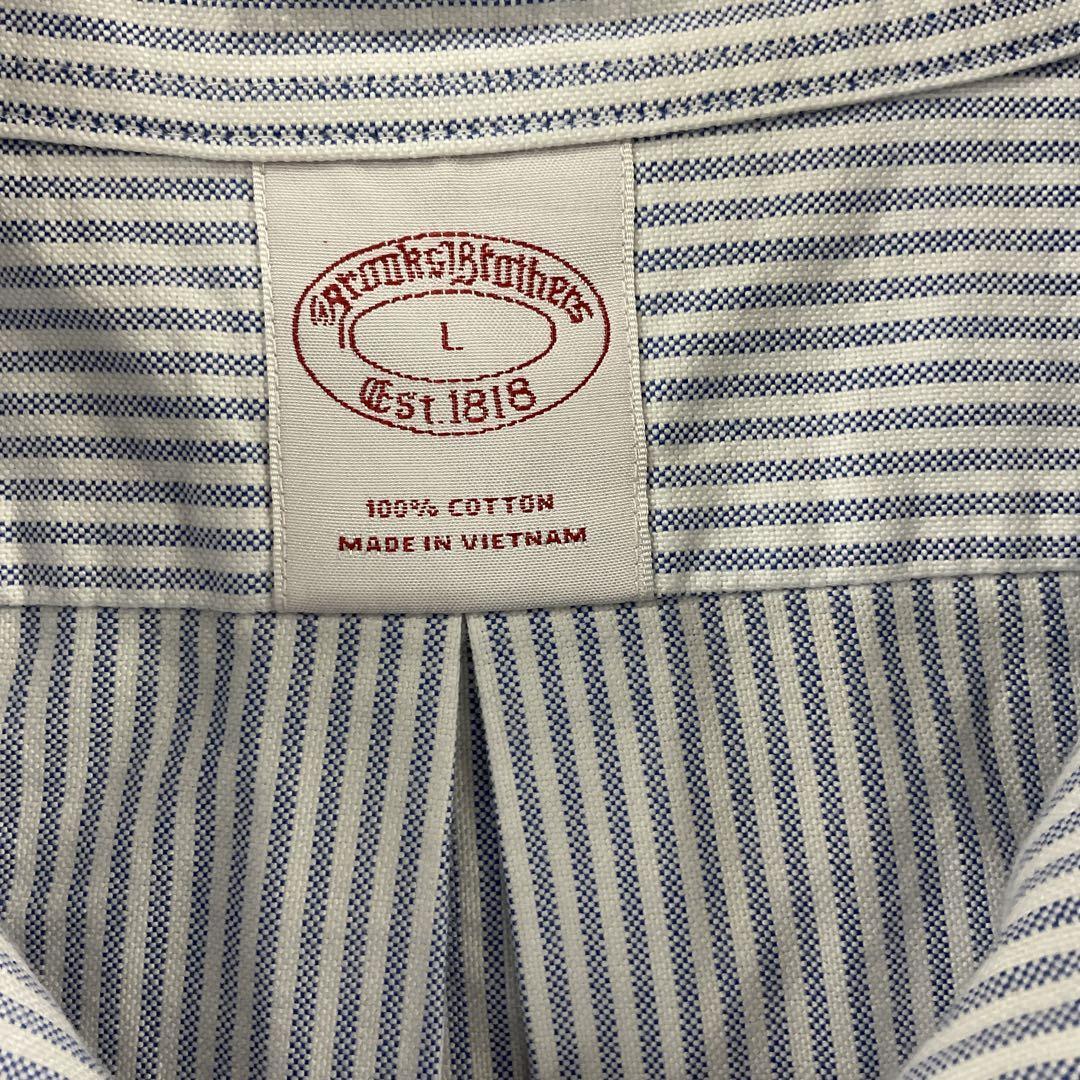 Brooks Brothers
L
Est. 1818
100% COTTON
MADE IN VIETNAM